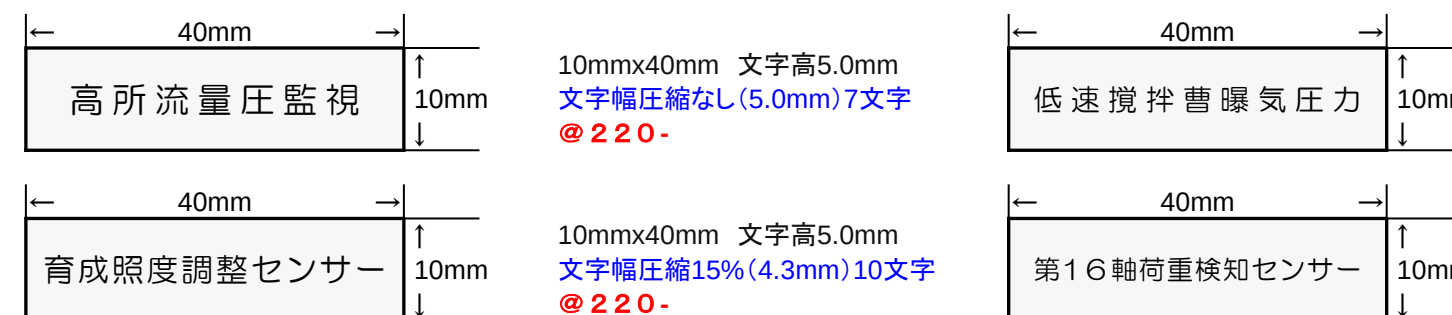 ← 40mm →
高所流量圧監視
↑
10mm
↓
10mmx40mm 文字高5.0mm
文字幅圧縮なし（5.0mm）7文字
＠２２０-
← 40mm →
低速撹拌曹曝気圧力
↑
↓
← 40mm →
育成照度調整センサー
↑
10mm
↓
10mmx40mm 文字高5.0mm
文字幅圧縮15%（4.3mm）10文字
＠２２０-
← 40mm →
第1６軸荷重検知センサー
↑
↓